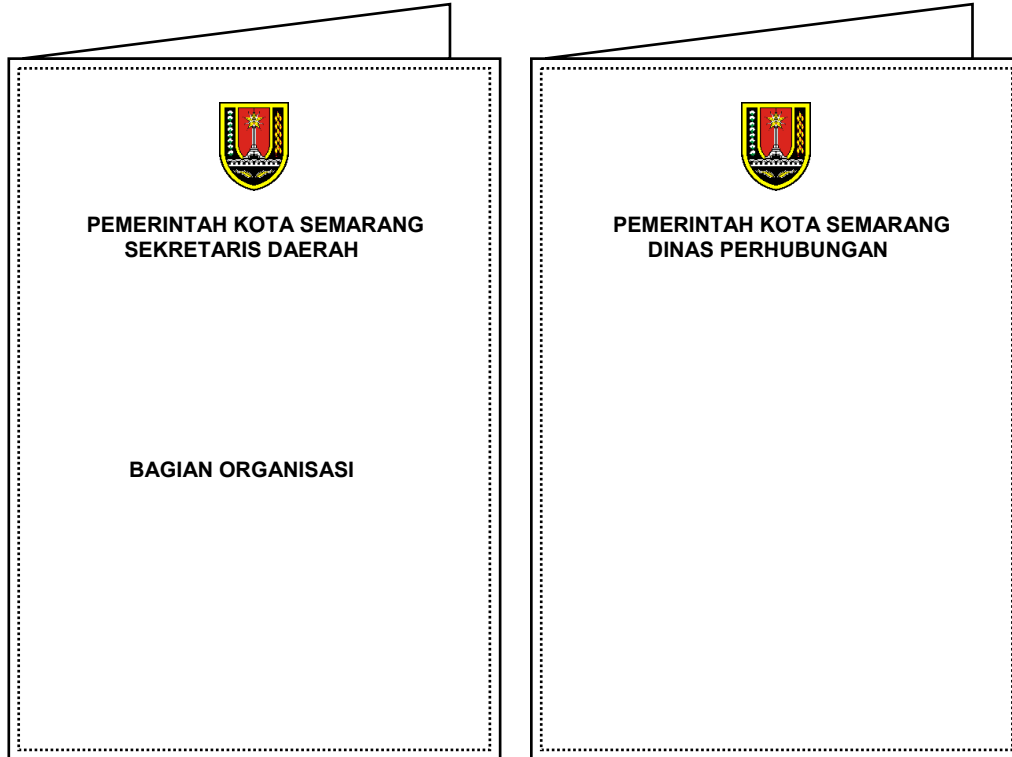 PEMERINTAH KOTA SEMARANG
SEKRETARIS DAERAH
BAGIAN ORGANISASI
PEMERINTAH KOTA SEMARANG
DINAS PERHUBUNGAN